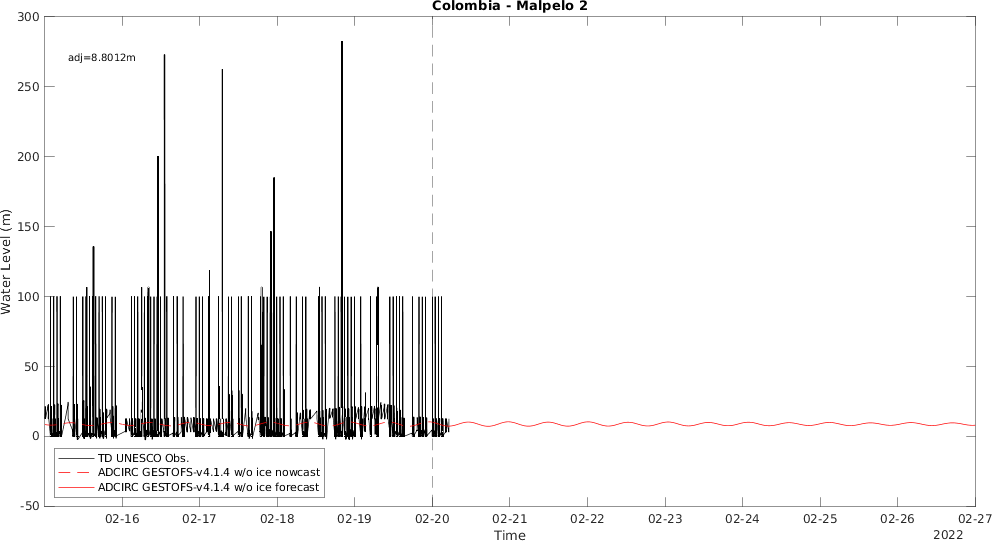 Colombia - Malpelo 2
300
250
200
150
100
50
0
-50
Water Level (m)
adj=8.8012m
TD UNESCO Obs.
ADCIRC GESTOFS-v4.1.4 w/o ice nowcast
ADCIRC GESTOFS-v4.1.4 w/o ice forecast
02-16 02-17 02-18 02-19 02-20 02-21 02-22 02-23 02-24 02-25 02-26 02-27
Time
2022